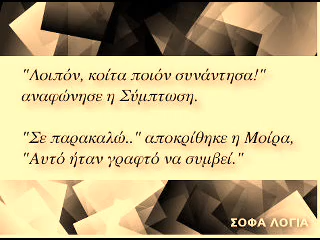 "Λοιπόν, κοίτα ποιόν συνάντησα!"
αναφώνησε η Σύμπτωση.
"Σε παρακαλώ.." αποκρίθηκε η Μοίρα,
"Αυτό ήταν γραφτό να συμβεί."
ΣΟΦΑ ΛΟΓΙΑ